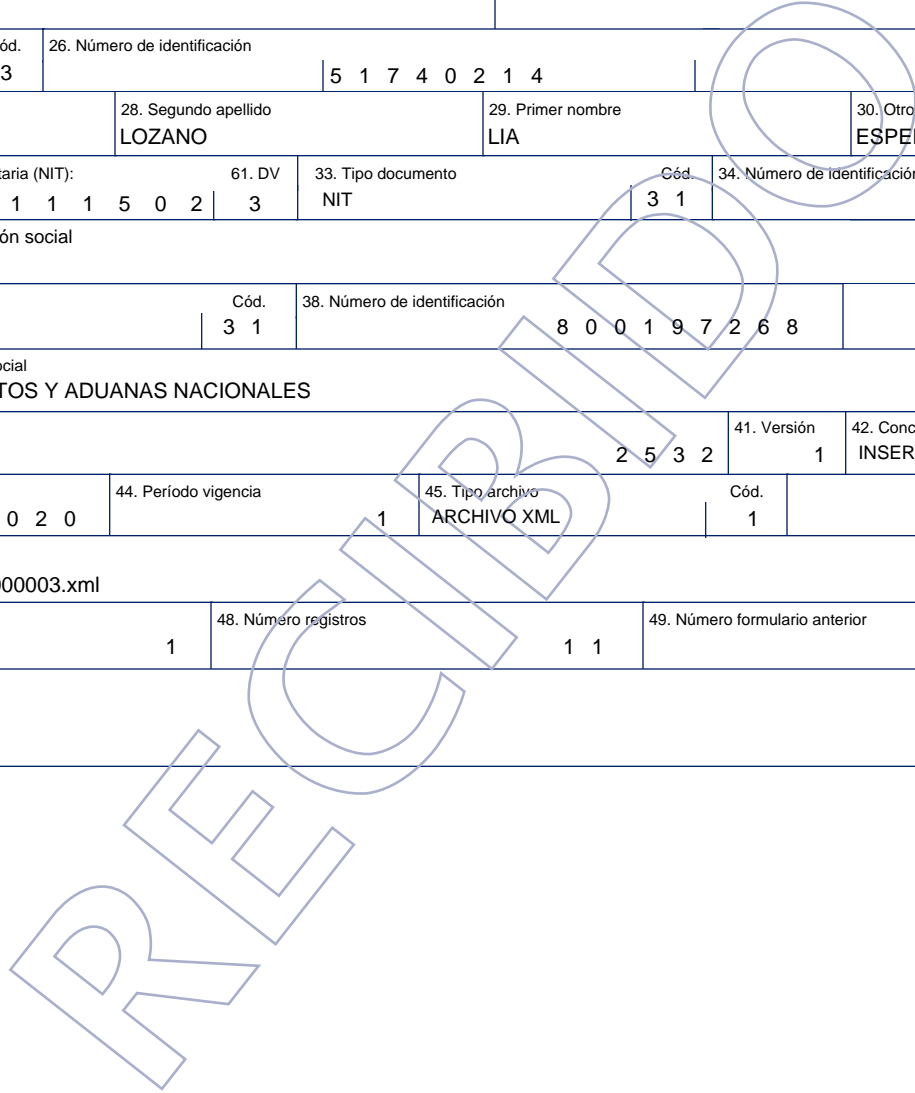 ód. 26. Número de identificación
3 5 1 7 4 0 2 1 4
28. Segundo apellido 29. Primer nombre 30. Otro
LOZANO LIA ESPE
taria (NIT): 61. DV 33. Tipo documento Cód. 34. Número de identificación
1 1 1 5 0 2 3 NIT 3 1
ón social
Cód. 38. Número de identificación
3 1 8 0 0 1 9 7 2 6 8
ocial
TOS Y ADUANAS NACIONALES
41. Versión 42. Conc
2 5 3 2 1 INSER
44. Período vigencia 45. Tipo archivo Cód.
0 2 0 1 ARCHIVO XML 1
000003.xml
48. Número registros 49. Número formulario anterior
1 1 1
RECIBIDO